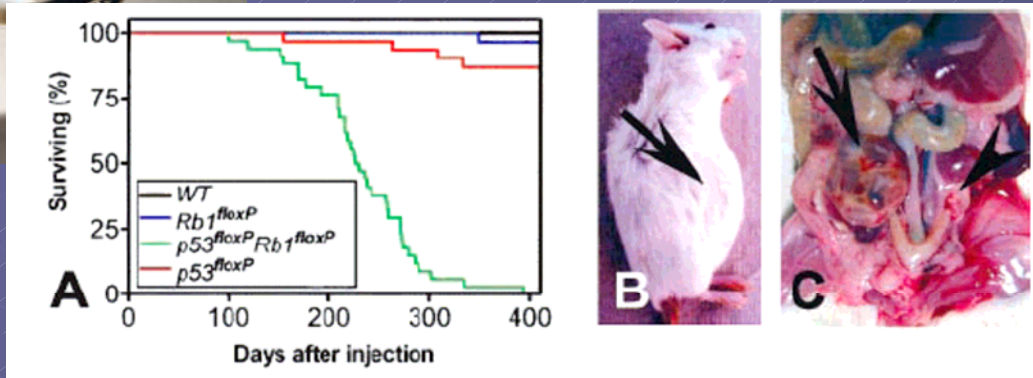 100
75
50
25
0
Surviving (%)
WT
Rb1floxP
p53floxPRb1floxP
p53floxP
A
0 100 200 300 400
Days after injection
B
C